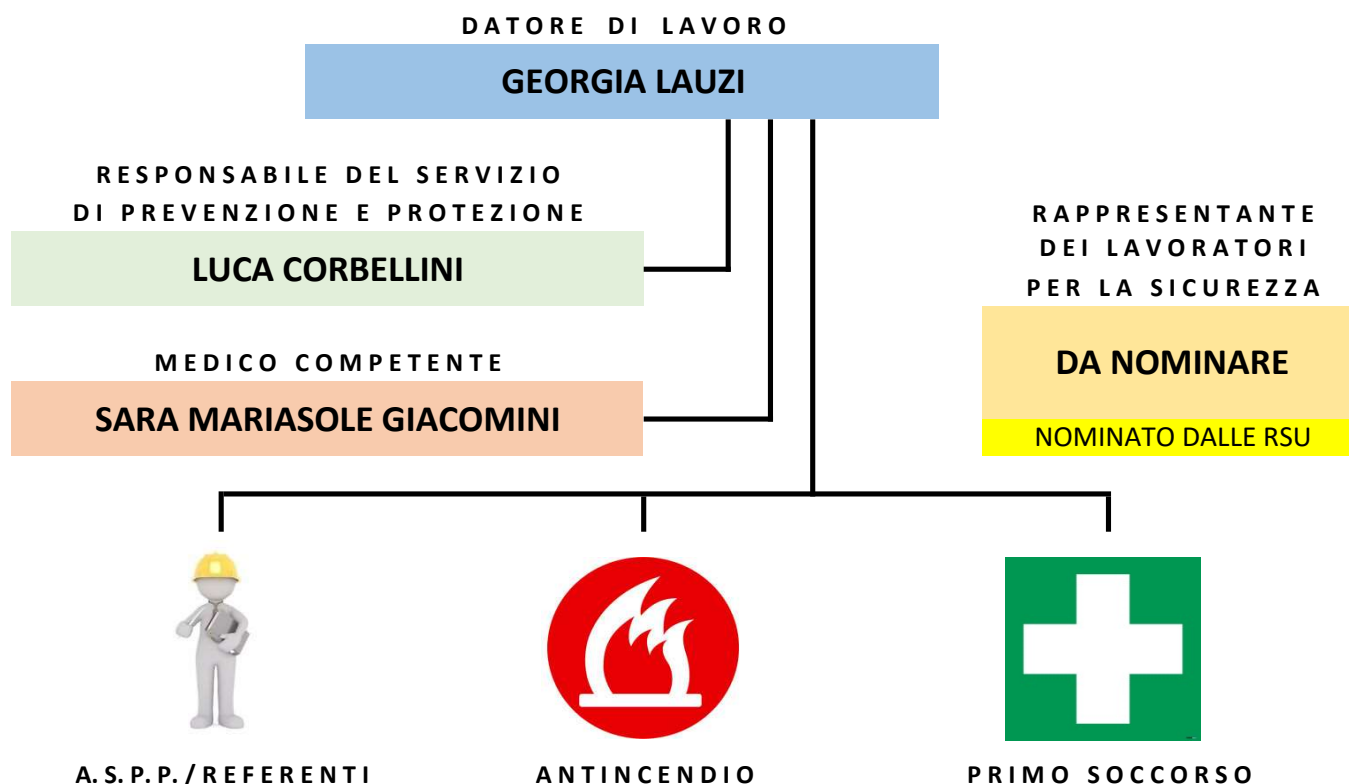 DATORE DI LAVORO
GEORGIA LAUZI
RESPONSABILE DEL SERVIZIO
DI PREVENZIONE E PROTEZIONE
LUCA CORBELLINI
MEDICO COMPETENTE
SARA MARIASOLE GIACOMINI
RAPPRESENTANTE
DEI LAVORATORI
PER LA SICUREZZA
DA NOMINARE
NOMINATO DALLE RSU
A.S.P.P./REFERENTI
ANTINCENDIO
PRIMO SOCCORSO